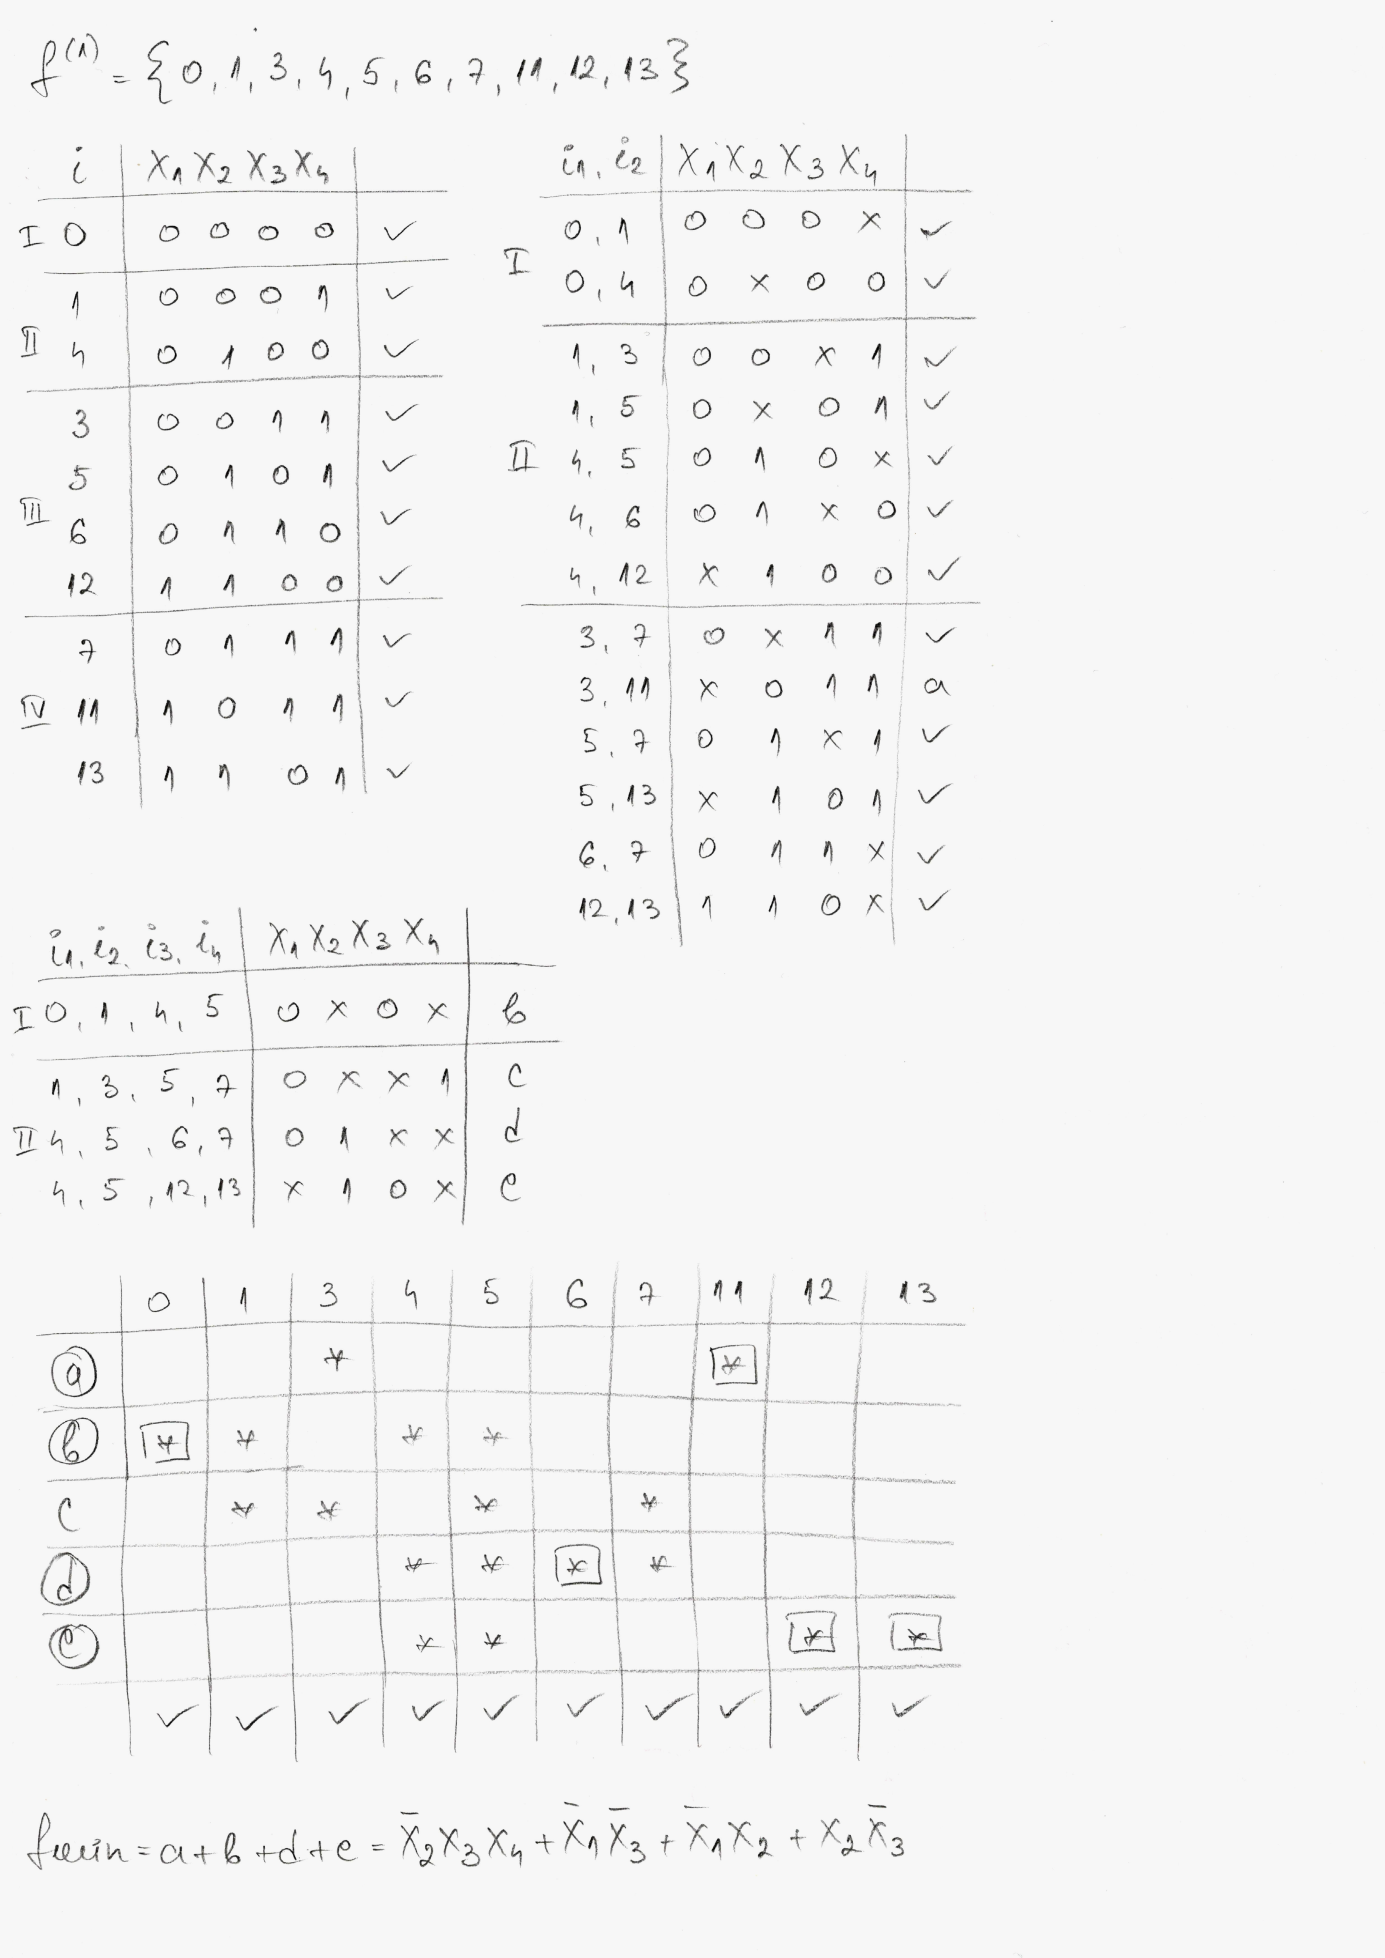 f⁽¹⁾ = {0, 1, 3, 4, 5, 6, 7, 11, 12, 13}
i | x₁ x₂ x₃ x₄ |
I 0 | 0 0 0 0 | ✓
1 | 0 0 0 1 | ✓
II 4 | 0 1 0 0 | ✓
3 | 0 0 1 1 | ✓
5 | 0 1 0 1 | ✓
III 6 | 0 1 1 0 | ✓
12 | 1 1 0 0 | ✓
7 | 0 1 1 1 | ✓
IV 11 | 1 0 1 1 | ✓
13 | 1 1 0 1 | ✓
i₁, i₂ | x₁ x₂ x₃ x₄ |
0, 1 | 0 0 0 x | ✓
I 0, 4 | 0 x 0 0 | ✓
1, 3 | 0 0 x 1 | ✓
1, 5 | 0 x 0 1 | ✓
II 4, 5 | 0 1 0 x | ✓
4, 6 | 0 1 x 0 | ✓
4, 12 | x 1 0 0 | ✓
3, 7 | 0 x 1 1 | ✓
3, 11 | x 0 1 1 | a
5, 7 | 0 1 x 1 | ✓
5, 13 | x 1 0 1 | ✓
6, 7 | 0 1 1 x | ✓
12, 13 | 1 1 0 x | ✓
i₁, i₂, i₃, i₄ | x₁ x₂ x₃ x₄ |
I 0, 1, 4, 5 | 0 x 0 x | b
1, 3, 5, 7 | 0 x x 1 | c
II 4, 5, 6, 7 | 0 1 x x | d
4, 5, 12, 13 | x 1 0 x | e
| 0 | 1 | 3 | 4 | 5 | 6 | 7 | 11 | 12 | 13
a | | | * | | | | | * | |
b | * | * | | * | * | | | | |
c | | * | * | | * | | * | | |
d | | | | * | * | * | * | | |
e | | | | * | * | | | | * | *
| ✓ | ✓ | ✓ | ✓ | ✓ | ✓ | ✓ | ✓ | ✓ | ✓
fmin = a + b + d + e = x̄₂x₃x₄ + x̄₁x̄₃ + x̄₁x₂ + x₂x̄₃